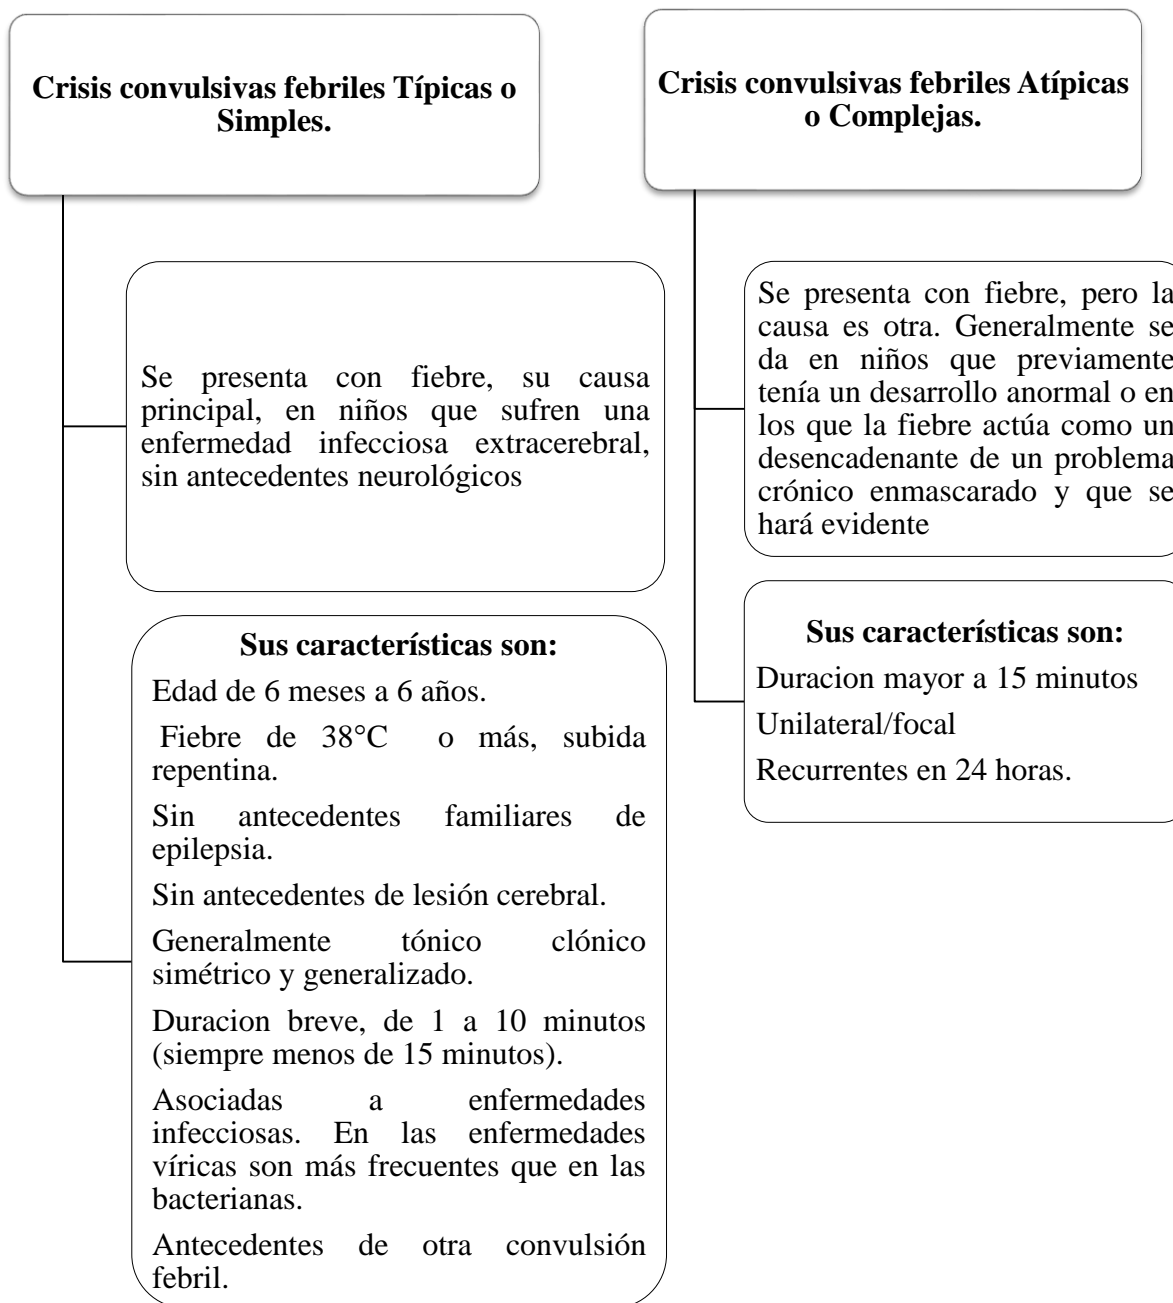 Crisis convulsivas febriles Típicas o
Simples.
Se presenta con fiebre, su causa
principal, en niños que sufren una
enfermedad infecciosa extracerebral,
sin antecedentes neurológicos
Sus características son:
Edad de 6 meses a 6 años.
Fiebre de 38°C o más, subida
repentina.
Sin antecedentes familiares de
epilepsia.
Sin antecedentes de lesión cerebral.
Generalmente tónico clónico
simétrico y generalizado.
Duracion breve, de 1 a 10 minutos
(siempre menos de 15 minutos).
Asociadas a enfermedades
infecciosas. En las enfermedades
víricas son más frecuentes que en las
bacterianas.
Antecedentes de otra convulsión
febril.
Crisis convulsivas febriles Atípicas
o Complejas.
Se presenta con fiebre, pero la
causa es otra. Generalmente se
da en niños que previamente
tenía un desarrollo anormal o en
los que la fiebre actúa como un
desencadenante de un problema
crónico enmascarado y que se
hará evidente
Sus características son:
Duracion mayor a 15 minutos
Unilateral/focal
Recurrentes en 24 horas.